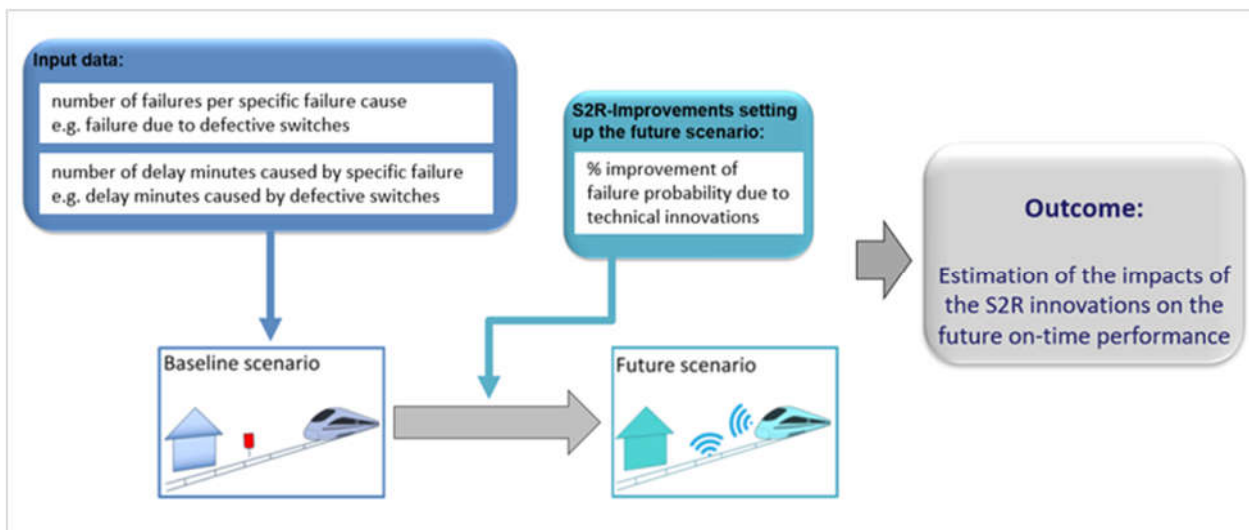 Input data:
number of failures per specific failure cause
e.g. failure due to defective switches
number of delay minutes caused by specific failure
e.g. delay minutes caused by defective switches
S2R-Improvements setting
up the future scenario:
% improvement of
failure probability due to
technical innovations
Outcome:
Estimation of the impacts of
the S2R innovations on the
future on-time performance
Baseline scenario
Future scenario